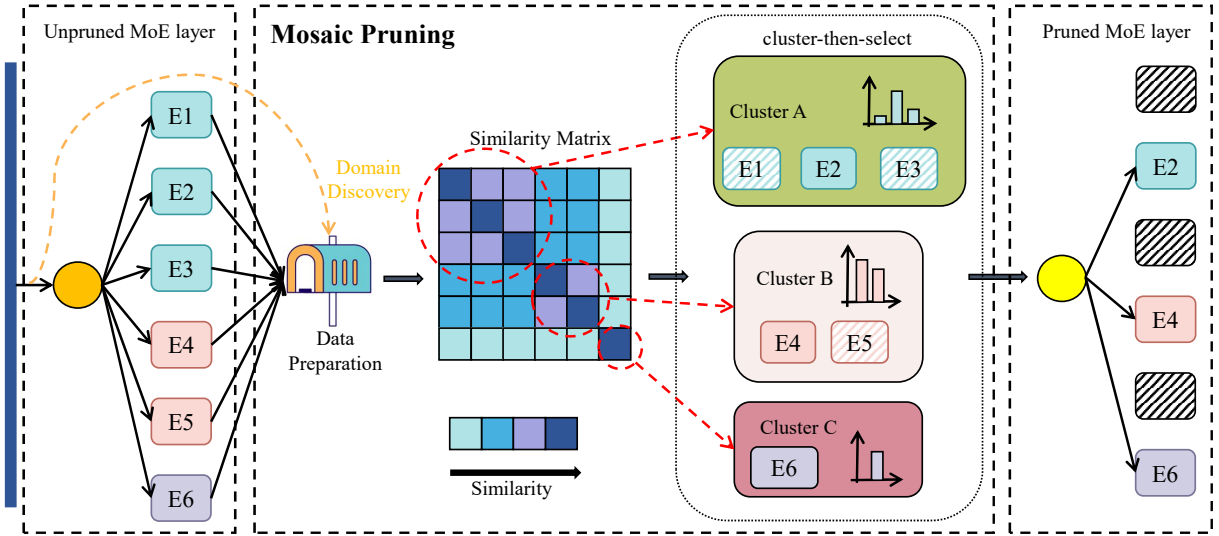 Unpruned MoE layer
E1
E2
E3
E4
E5
E6
Mosaic Pruning
Domain
Discovery
Data
Preparation
Similarity Matrix
Similarity
cluster-then-select
Cluster A
E1
E2
E3
Cluster B
E4
E5
Cluster C
E6
Pruned MoE layer
E2
E4
E6